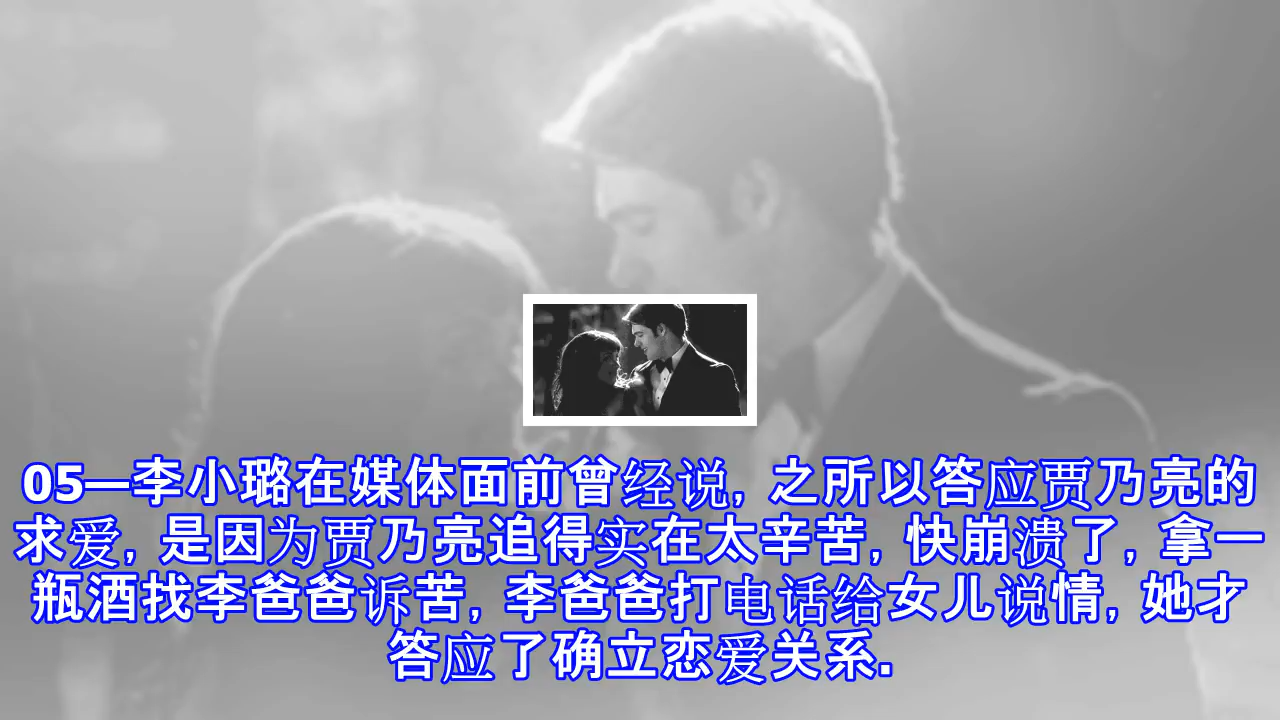 05—李小璐在媒体面前曾经说, 之所以答应贾乃亮的
求爱, 是因为贾乃亮追得实在太辛苦, 快崩溃了, 拿一
瓶酒找李爸爸诉苦, 李爸爸打电话给女儿说情, 她才
答应了确立恋爱关系.